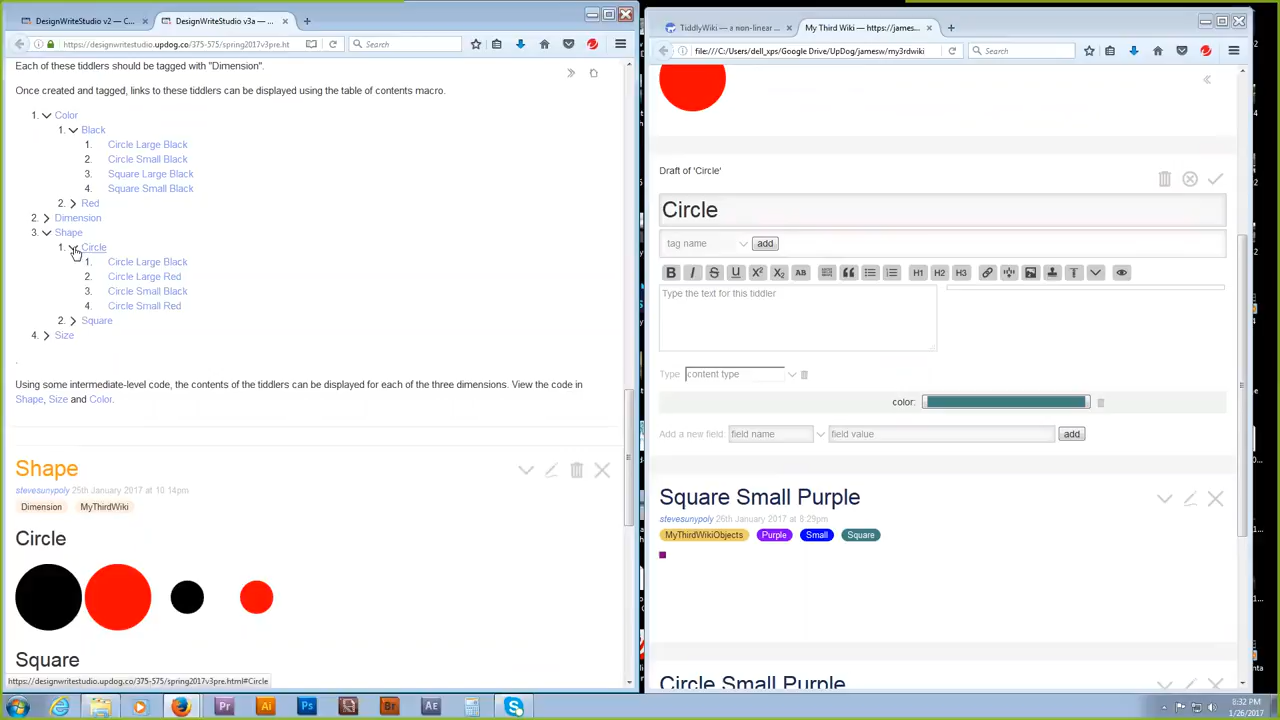 DesignWriteStudio v2 — C...
DesignWriteStudio v3a — ...
https://designwritestudio.updog.co/375-575/spring2017v3pre.ht
Search
Each of these tiddlers should be tagged with "Dimension".
Once created and tagged, links to these tiddlers can be displayed using the table of contents macro.
1. Color
1. Black
1. Circle Large Black
2. Circle Small Black
3. Square Large Black
4. Square Small Black
2. Red
2. Dimension
3. Shape
1. Circle
1. Circle Large Black
2. Circle Large Red
3. Circle Small Black
4. Circle Small Red
2. Square
4. Size
.
Using some intermediate-level code, the contents of the tiddlers can be displayed for each of the three dimensions. View the code in
Shape, Size and Color.
Shape
stevesunypoly 25th January 2017 at 10:14pm
Dimension MyThirdWiki
Circle
Square
https://designwritestudio.updog.co/375-575/spring2017v3pre.html#Circle
TiddlyWiki — a non-linear ...
My Third Wiki — https://james...
file:///C:/Users/dell_xps/Google Drive/UpDog/jamesw/my3rdwiki
Search
Draft of 'Circle'
Circle
tag name add
B I S U X² X₂ AB H1 H2 H3
Type the text for this tiddler
Type content type
color:
Add a new field: field name field value add
Square Small Purple
stevesunypoly 26th January 2017 at 8:29pm
MyThirdWikiObjects Purple Small Square
Circle Small Purple
Pr Ai Ps Br AE
8:32 PM
1/26/2017